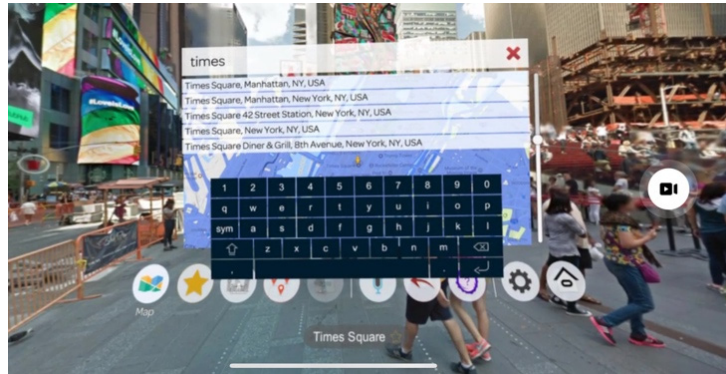 times
Times Square, Manhattan, NY, USA
Times Square, Manhattan, New York, NY, USA
Times Square 42 Street Station, New York, NY, USA
Times Square, New York, NY, USA
Times Square Diner & Grill, 8th Avenue, New York, NY, USA
1 2 3 4 5 6 7 8 9 0
q w e r t y u i o p
sym a s d f g h j k l
z x c v b n m
, .
Map
Times Square